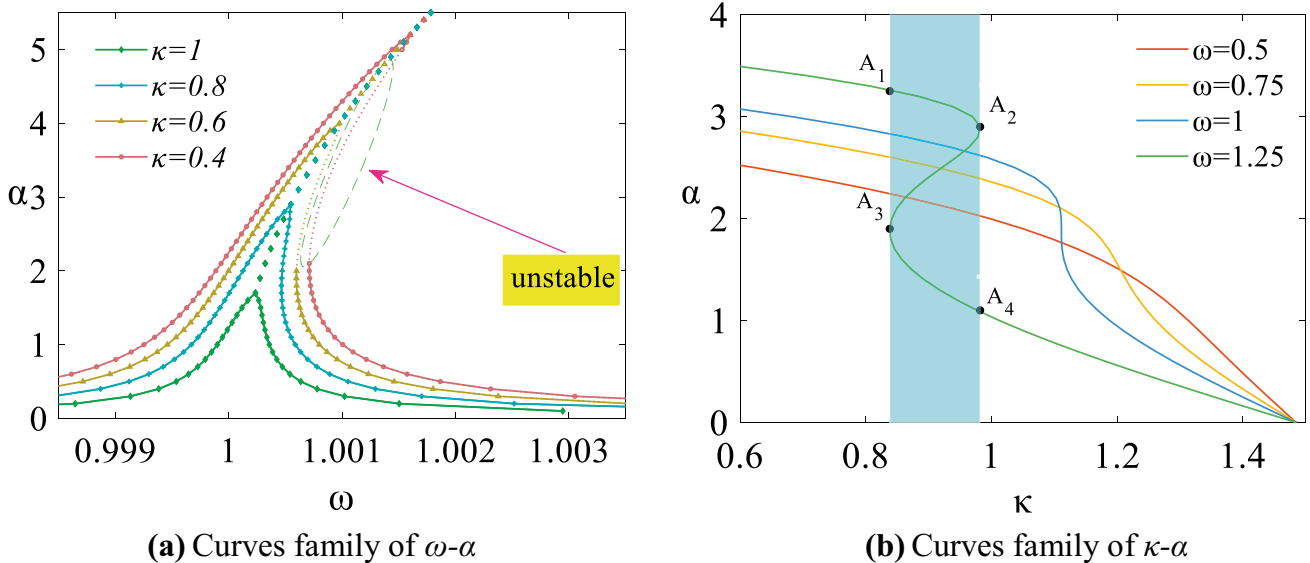 5
4
α3
2
1
0
κ=1
κ=0.8
κ=0.6
κ=0.4
unstable
0.999
1
1.001
1.002
1.003
ω
(a) Curves family of ω-α
4
3
α
2
1
0
A1
A2
A3
A4
ω=0.5
ω=0.75
ω=1
ω=1.25
0.6
0.8
1
1.2
1.4
κ
(b) Curves family of κ-α